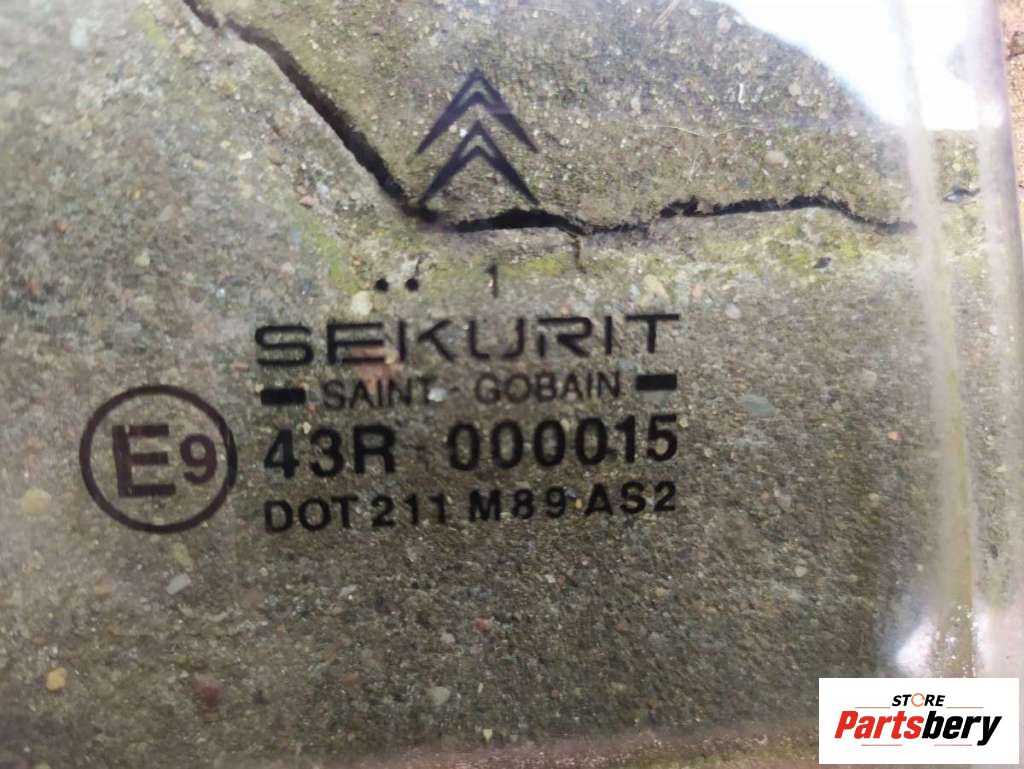 .. 1
SEKURIT
SAINT-GOBAIN
E9
43R 000015
DOT 211 M89 AS2
STORE
Partsbery